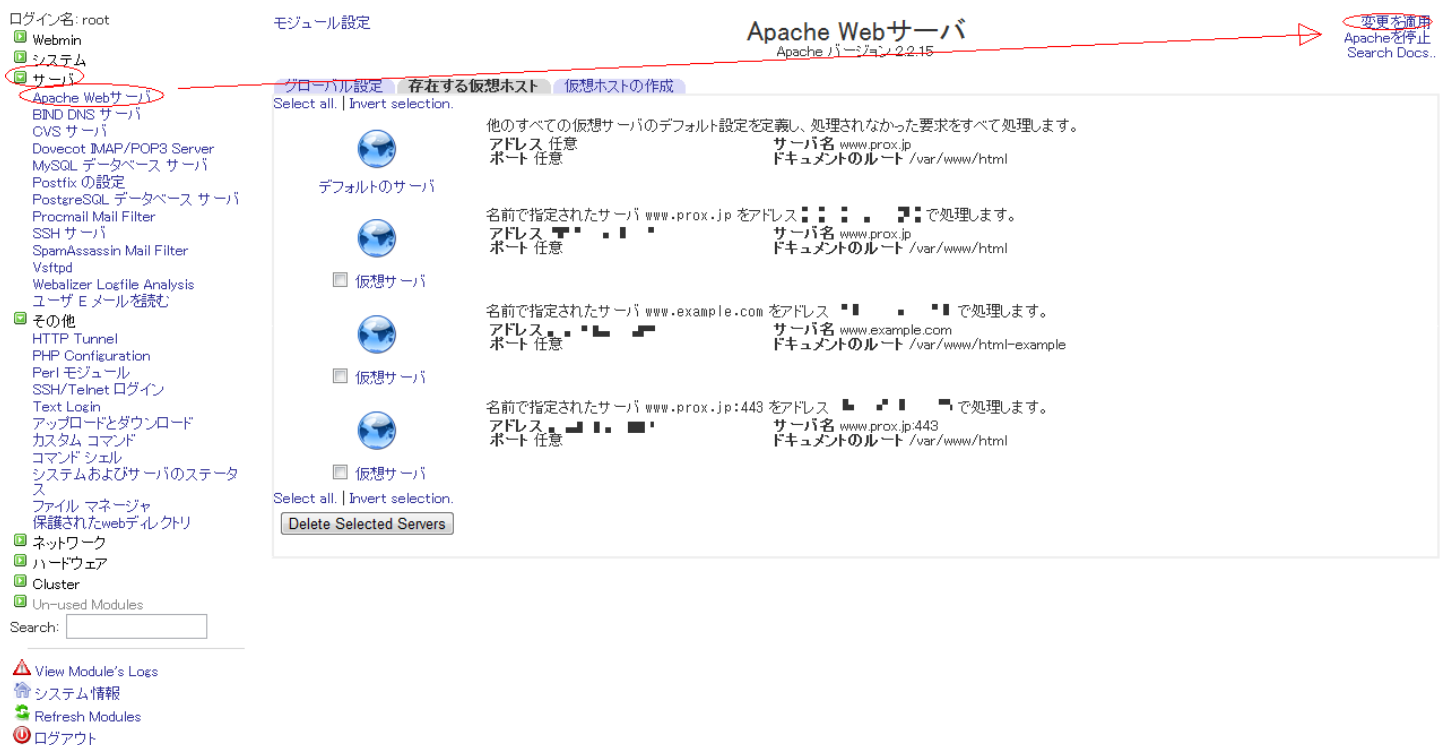 ログイン名: root
Webmin
システム
サーバ
Apache Webサーバ
BIND DNS サーバ
CVS サーバ
Dovecot IMAP/POP3 Server
MySQL データベース サーバ
Postfix の設定
PostgreSQL データベース サーバ
Procmail Mail Filter
SSH サーバ
SpamAssassin Mail Filter
Vsftpd
Webalizer Logfile Analysis
ユーザ E メールを読む
その他
HTTP Tunnel
PHP Configuration
Perl モジュール
SSH/Telnet ログイン
Text Login
アップロードとダウンロード
カスタム コマンド
コマンド シェル
システムおよびサーバのステータ
ス
ファイル マネージャ
保護されたwebディレクトリ
ネットワーク
ハードウェア
Cluster
Un-used Modules
Search:
View Module's Logs
システム情報
Refresh Modules
ログアウト
モジュール設定
Apache Webサーバ
Apache バージョン 2.2.15
変更を適用
Apacheを停止
Search Docs..
グローバル設定 存在する仮想ホスト 仮想ホストの作成
Select all. | Invert selection.
他のすべての仮想サーバのデフォルト設定を定義し、処理されなかった要求をすべて処理します。
アドレス 任意 サーバ名 www.prox.jp
ポート 任意 ドキュメントのルート /var/www/html
デフォルトのサーバ
名前で指定されたサーバ www.prox.jp をアドレス で処理します。
アドレス サーバ名 www.prox.jp
ポート 任意 ドキュメントのルート /var/www/html
仮想サーバ
名前で指定されたサーバ www.example.com をアドレス で処理します。
アドレス サーバ名 www.example.com
ポート 任意 ドキュメントのルート /var/www/html-example
仮想サーバ
名前で指定されたサーバ www.prox.jp:443 をアドレス で処理します。
アドレス サーバ名 www.prox.jp:443
ポート 任意 ドキュメントのルート /var/www/html
仮想サーバ
Select all. | Invert selection.
Delete Selected Servers